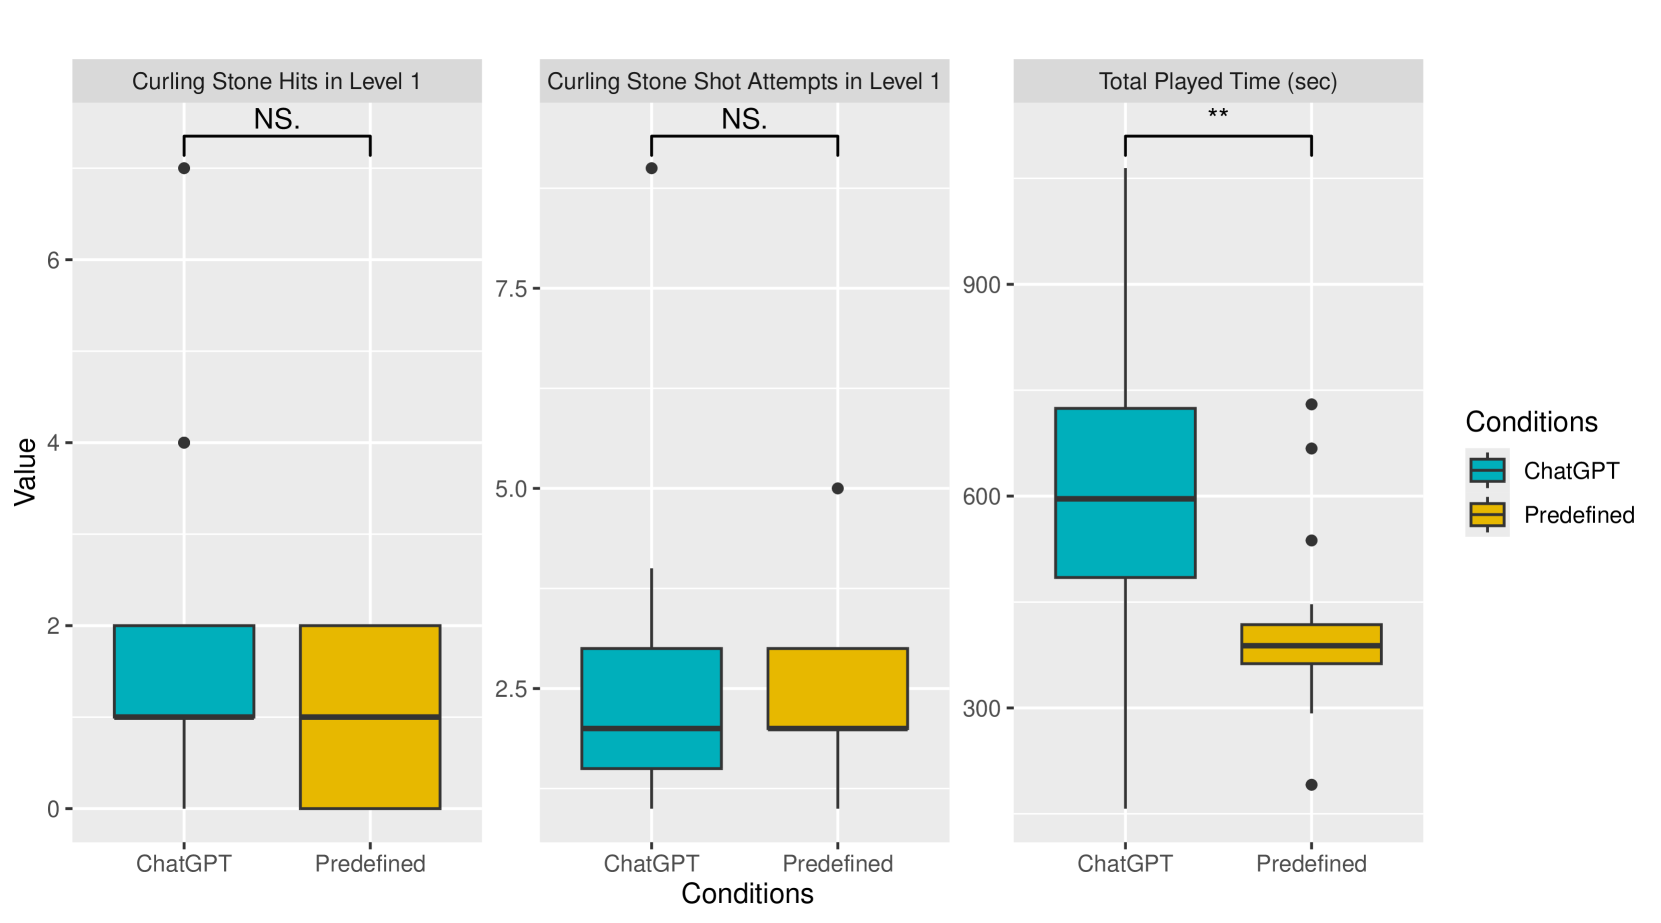 Curling Stone Hits in Level 1
Curling Stone Shot Attempts in Level 1
Total Played Time (sec)
NS.
NS.
**
6
4
2
0
7.5
5.0
2.5
900
600
300
Value
ChatGPT
Predefined
ChatGPT
Predefined
ChatGPT
Predefined
Conditions
Conditions
ChatGPT
Predefined